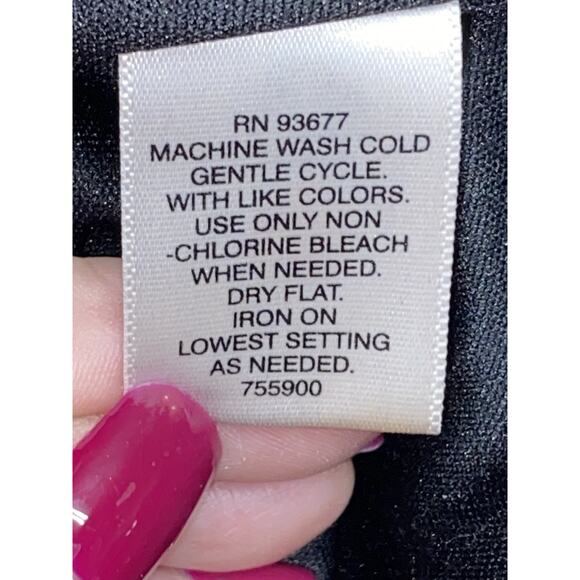 RN 93677
MACHINE WASH COLD
GENTLE CYCLE.
WITH LIKE COLORS.
USE ONLY NON
-CHLORINE BLEACH
WHEN NEEDED.
DRY FLAT.
IRON ON
LOWEST SETTING
AS NEEDED.
755900